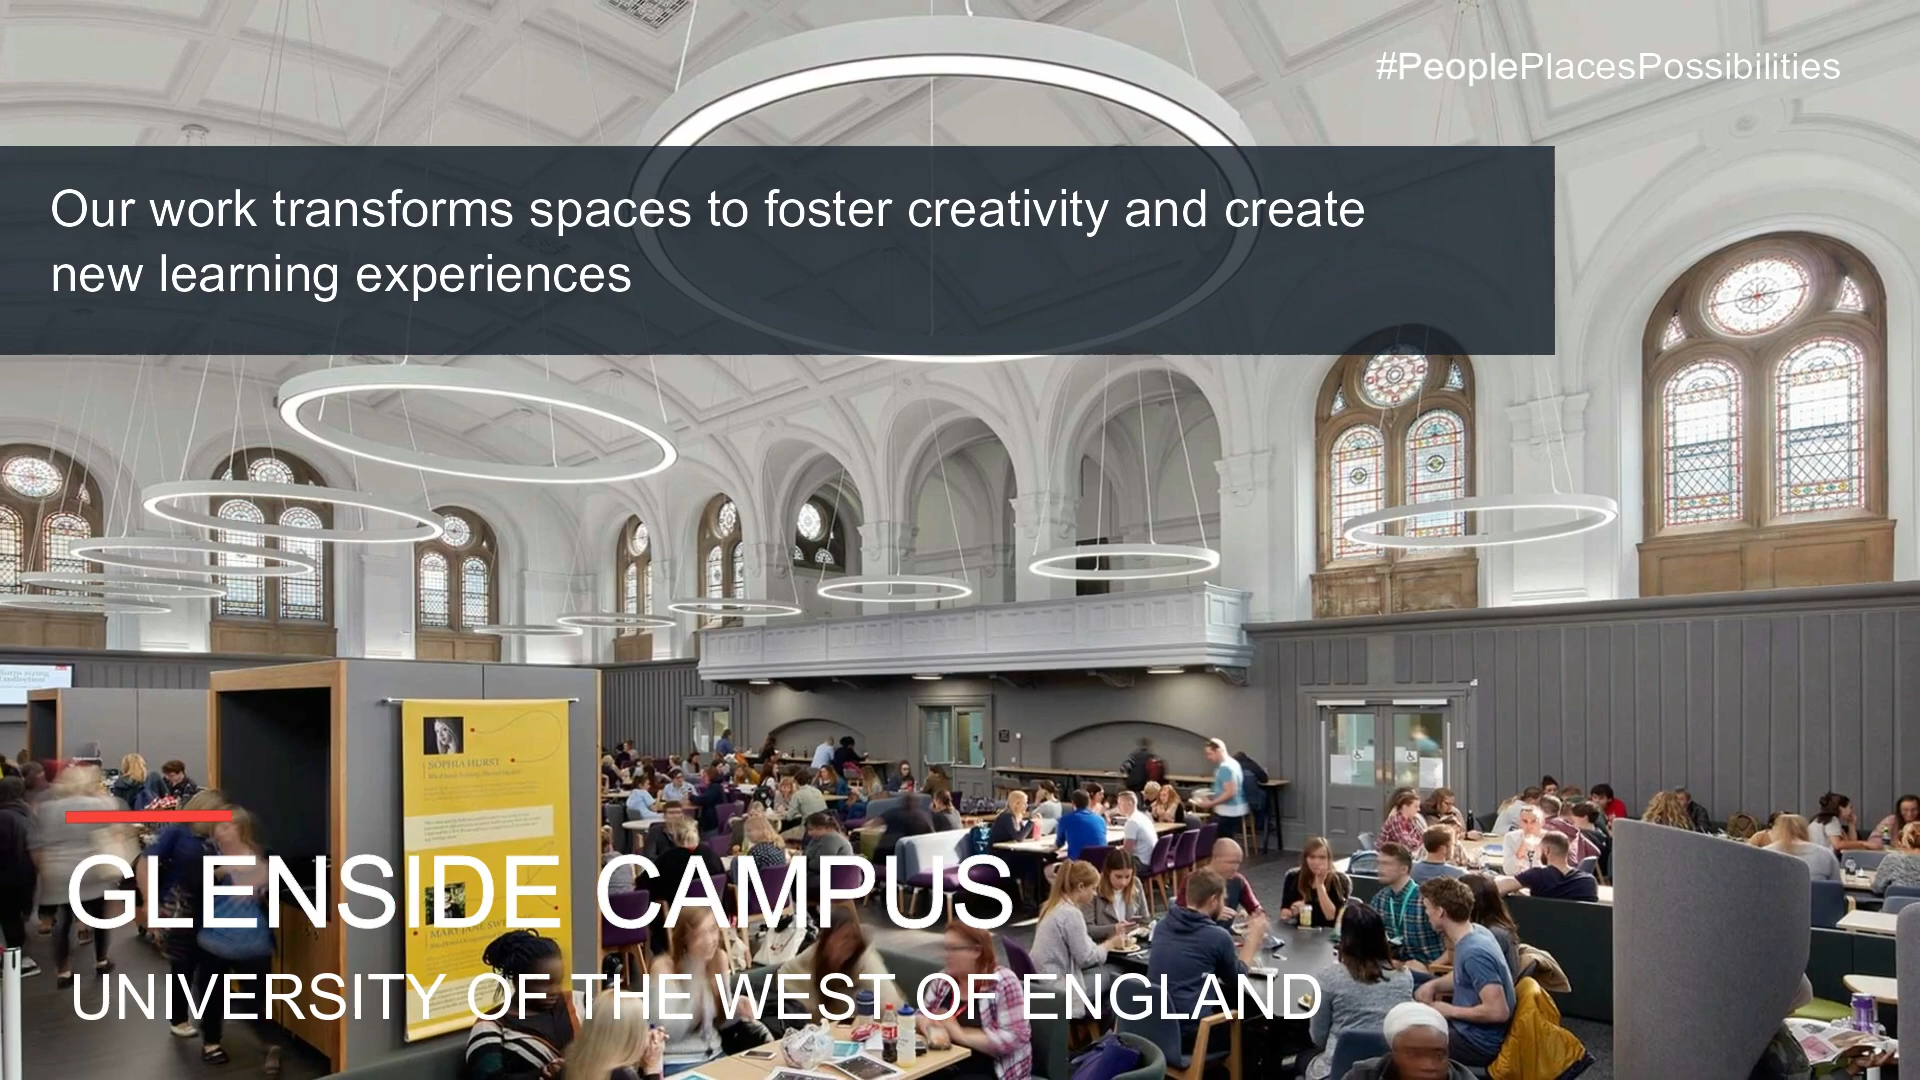 #PeoplePlacesPossibilities
Our work transforms spaces to foster creativity and create
new learning experiences
SOPHIA HURST
GLENSIDE CAMPUS
UNIVERSITY OF THE WEST OF ENGLAND